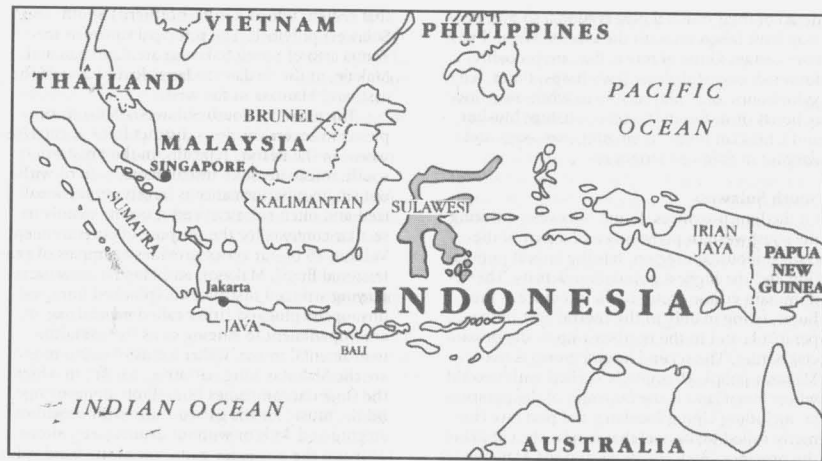 VIETNAM
PHILIPPINES
THAILAND
PACIFIC
OCEAN
BRUNEI
MALAYSIA
SINGAPORE
KALIMANTAN
SULAWESI
SUMATRA
IRIAN
JAYA
PAPUA
NEW
GUINEA
Jakarta
INDONESIA
JAVA
BALI
INDIAN OCEAN
AUSTRALIA